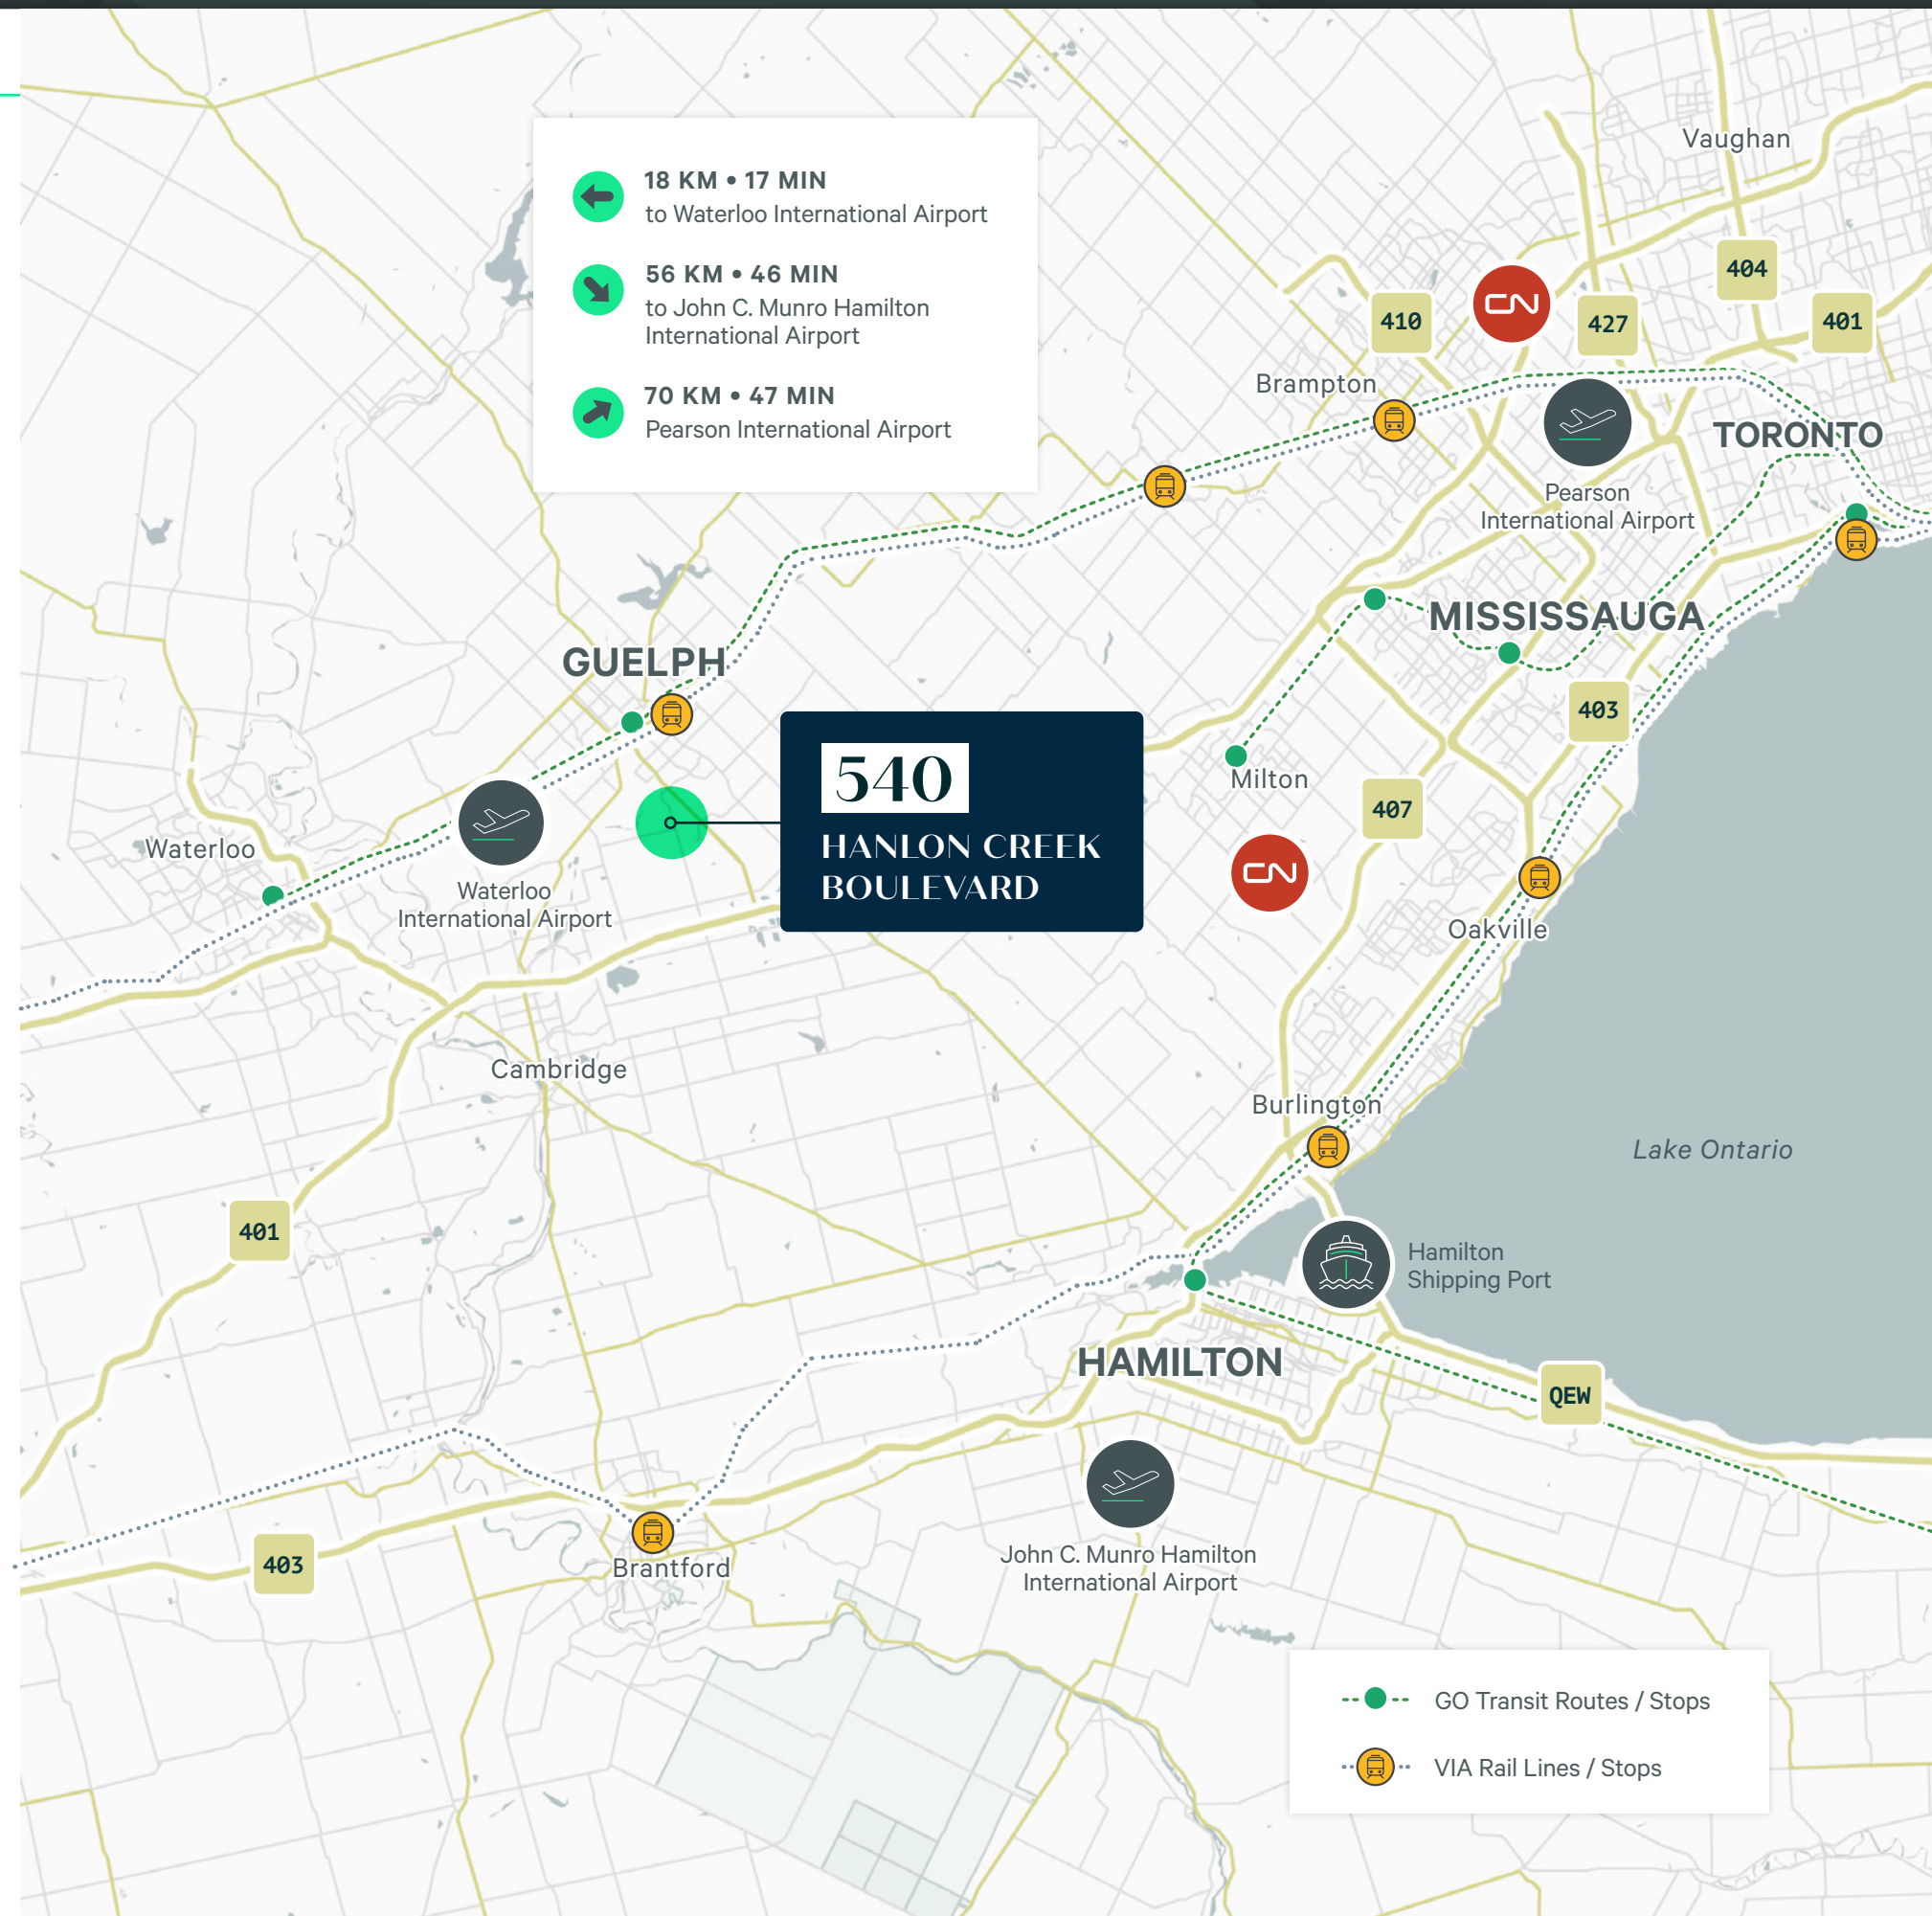 18 KM • 17 MIN
to Waterloo International Airport
56 KM • 46 MIN
to John C. Munro Hamilton
International Airport
70 KM • 47 MIN
Pearson International Airport
Vaughan
404
410
CN
427
401
Brampton
TORONTO
Pearson
International Airport
MISSISSAUGA
GUELPH
403
540
HANLON CREEK
BOULEVARD
Milton
407
Waterloo
CN
Waterloo
International Airport
Oakville
Cambridge
Burlington
Lake Ontario
401
Hamilton
Shipping Port
HAMILTON
QEW
403
Brantford
John C. Munro Hamilton
International Airport
GO Transit Routes / Stops
VIA Rail Lines / Stops